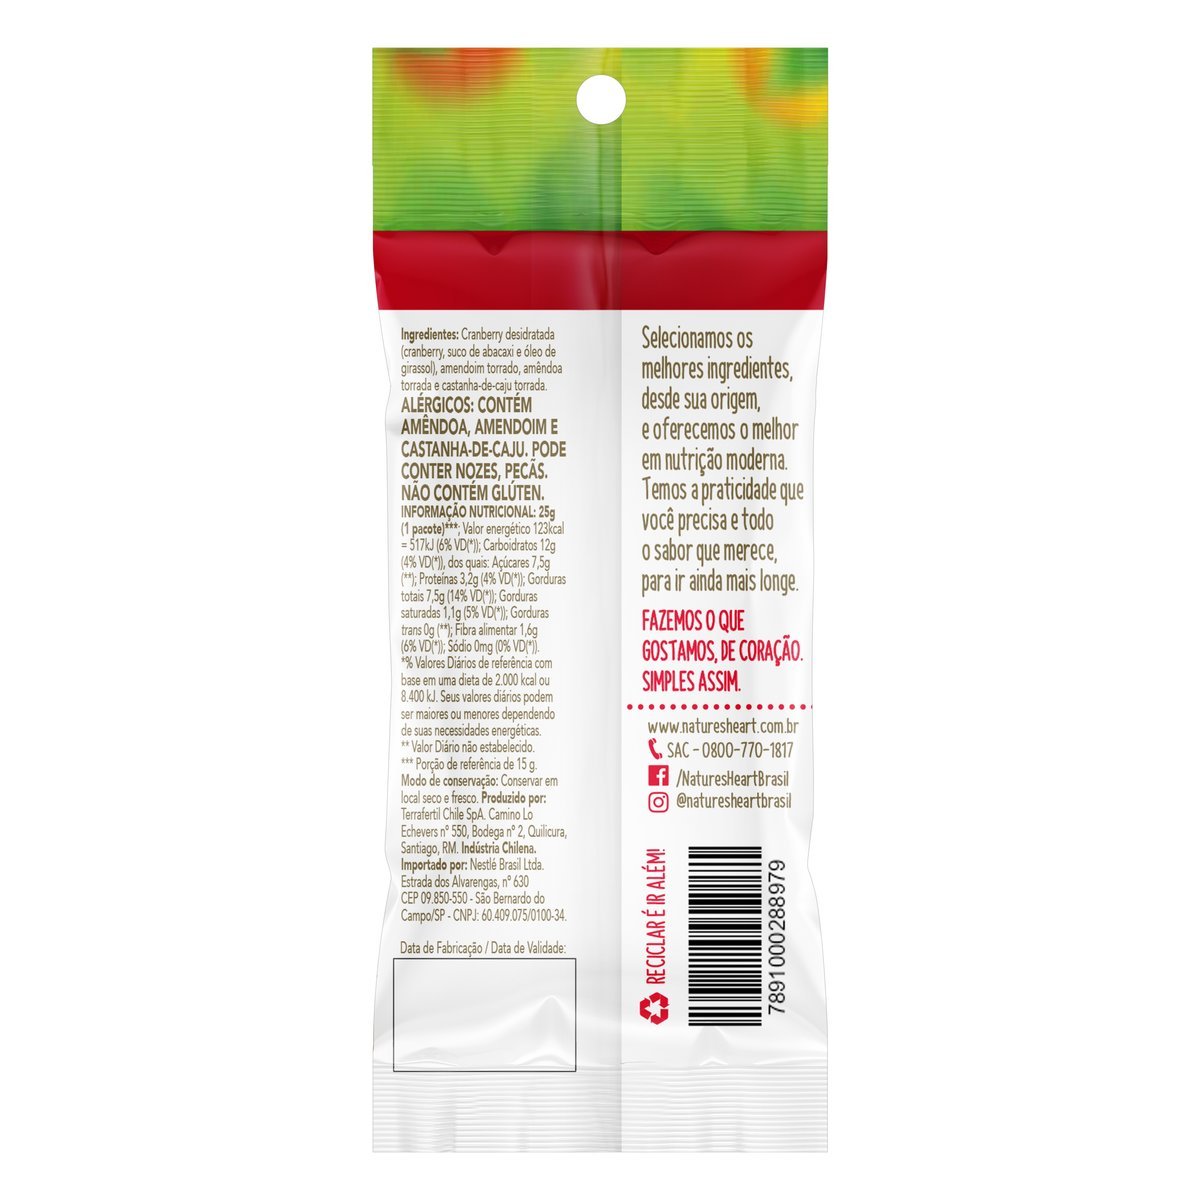 Ingredientes: Cranberry desidratada
(cranberry, suco de abacaxi e óleo de
girassol), amendoim torrado, amêndoa
torrada e castanha-de-caju torrada.
ALÉRGICOS: CONTÉM
AMÊNDOA, AMENDOIM E
CASTANHA-DE-CAJU. PODE
CONTER NOZES, PECÃS.
NÃO CONTÉM GLÚTEN.
INFORMAÇÃO NUTRICIONAL: 25g
(1 pacote)***; Valor energético 123kcal
= 517kJ (6% VD(*)); Carboidratos 12g
(4% VD(*)), dos quais: Açúcares 7,5g
(**); Proteínas 3,2g (4% VD(*)); Gorduras
totais 7,5g (14% VD(*)); Gorduras
saturadas 1,1g (5% VD(*)); Gorduras
trans 0g (**); Fibra alimentar 1,6g
(6% VD(*)); Sódio 0mg (0% VD(*)).
*% Valores Diários de referência com
base em uma dieta de 2.000 kcal ou
8.400 kJ. Seus valores diários podem
ser maiores ou menores dependendo
de suas necessidades energéticas.
** Valor Diário não estabelecido.
*** Porção de referência de 15 g.
Modo de conservação: Conservar em
local seco e fresco. Produzido por:
Terrafertil Chile SpA. Camino Lo
Echevers nº 550, Bodega nº 2, Quilicura,
Santiago, RM. Indústria Chilena.
Importado por: Nestlé Brasil Ltda.
Estrada dos Alvarengas, nº 630
CEP 09.850-550 - São Bernardo do
Campo/SP - CNPJ: 60.409.075/0100-34.
Data de Fabricação / Data de Validade:
Selecionamos os
melhores ingredientes,
desde sua origem,
e oferecemos o melhor
em nutrição moderna.
Temos a praticidade que
você precisa e todo
o sabor que merece,
para ir ainda mais longe.
FAZEMOS O QUE
GOSTAMOS, DE CORAÇÃO.
SIMPLES ASSIM.
www.naturesheart.com.br
SAC - 0800-770-1817
/NaturesHeartBrasil
@naturesheartbrasil
RECICLAR É IR ALÉM!
7891000288979